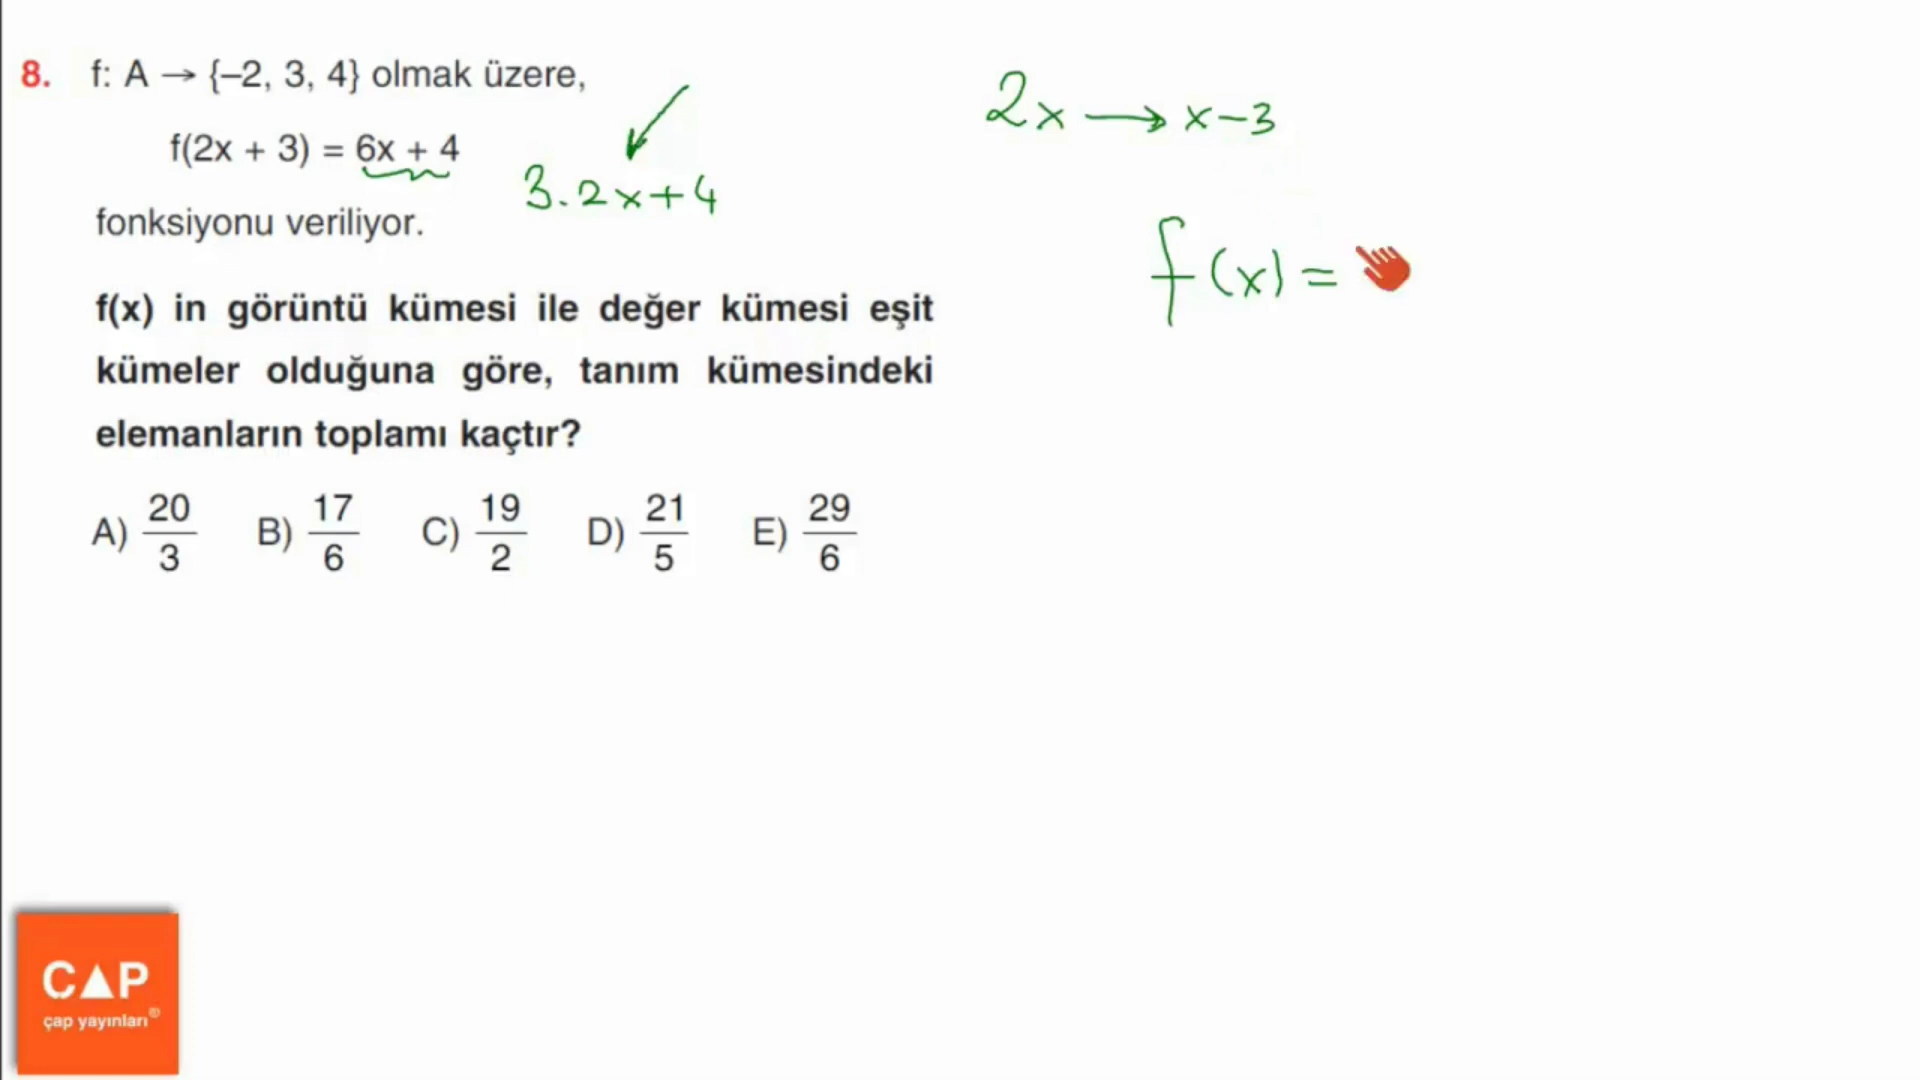 8. f: A → {–2, 3, 4} olmak üzere,
f(2x + 3) = 6x + 4
3.2x+4
fonksiyonu veriliyor.
f(x) in görüntü kümesi ile değer kümesi eşit
kümeler olduğuna göre, tanım kümesindeki
elemanların toplamı kaçtır?
A) 20/3 B) 17/6 C) 19/2 D) 21/5 E) 29/6
2x → x-3
f(x) =
ÇAP
çap yayınları®